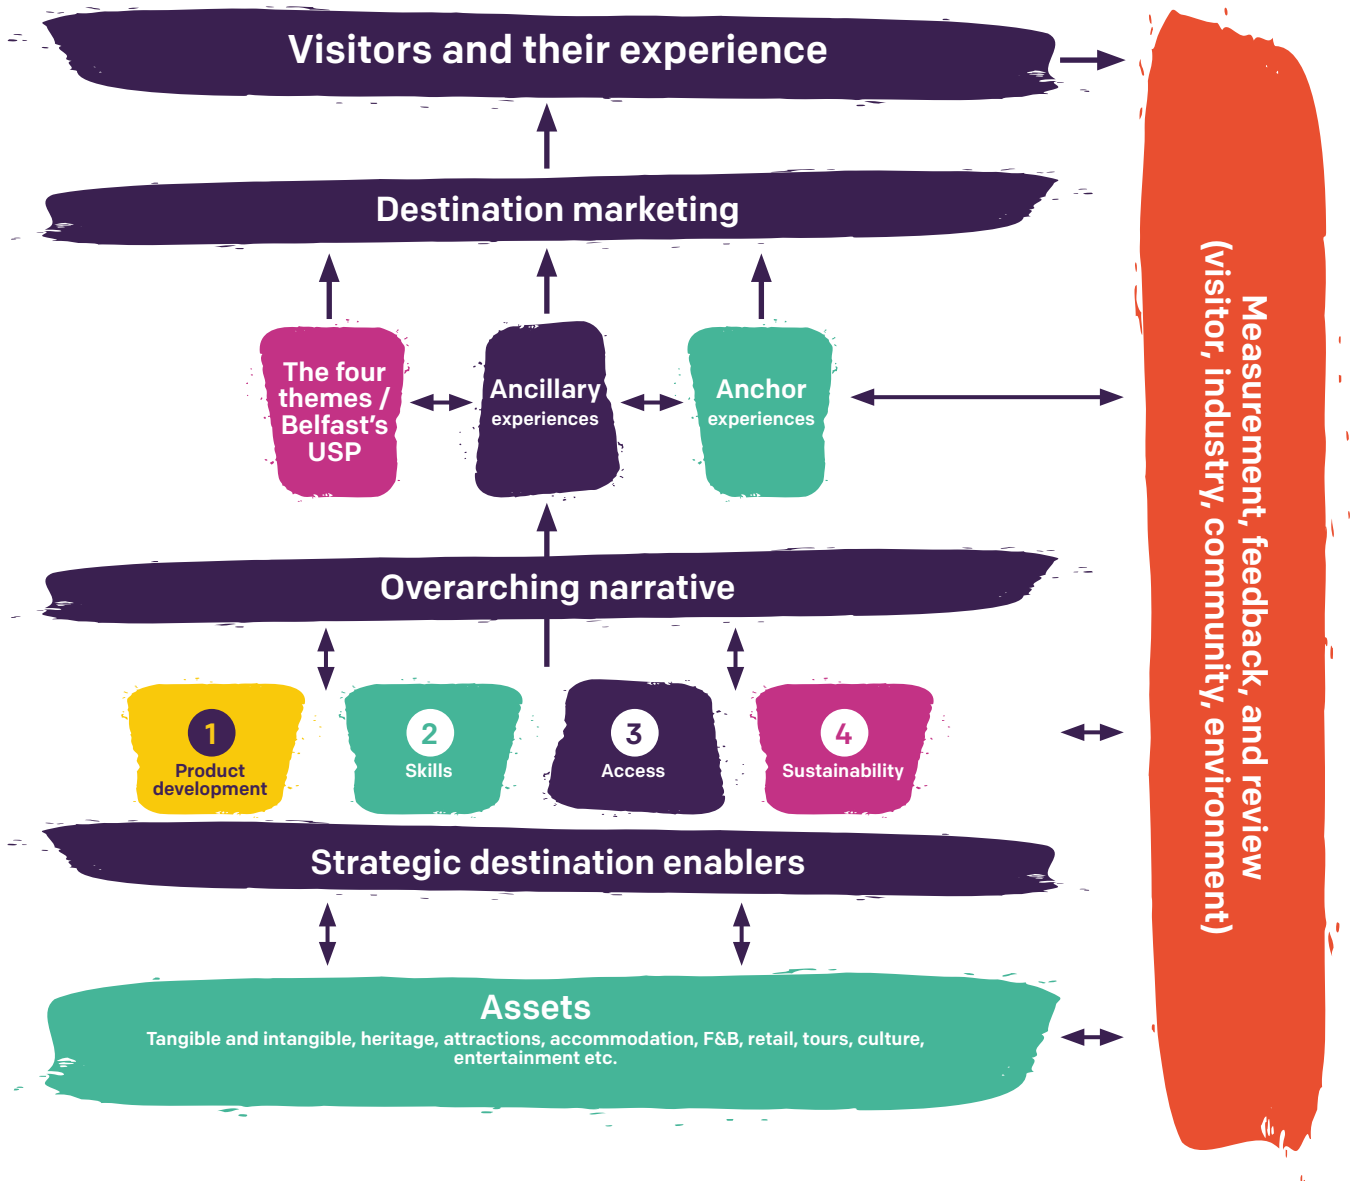 Visitors and their experience
Destination marketing
The four
themes /
Belfast's
USP
Ancillary
experiences
Anchor
experiences
Overarching narrative
1
Product
development
2
Skills
3
Access
4
Sustainability
Strategic destination enablers
Assets
Tangible and intangible, heritage, attractions, accommodation, F&B, retail, tours, culture,
entertainment etc.
Measurement, feedback, and review
(visitor, industry, community, environment)